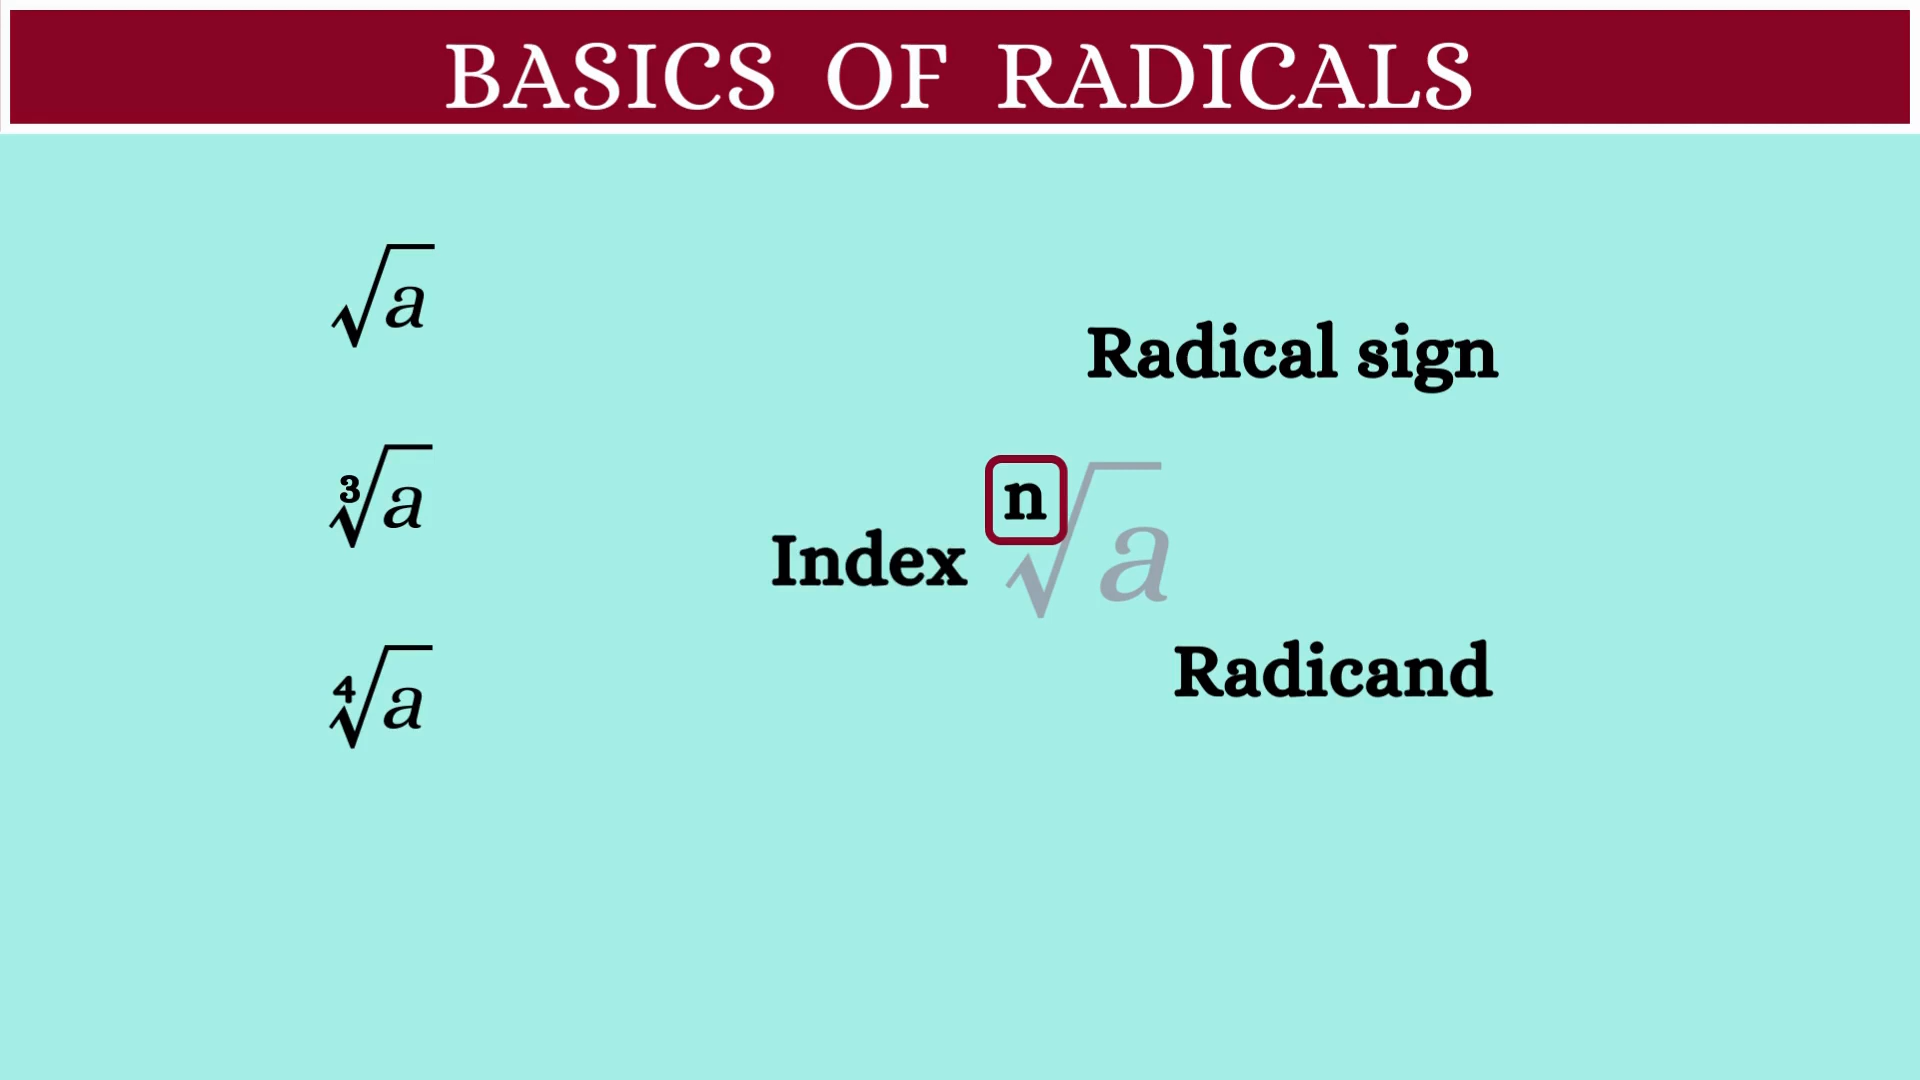 BASICS OF RADICALS
√a
∛a
∜a
Radical sign
n√a
Index
Radicand